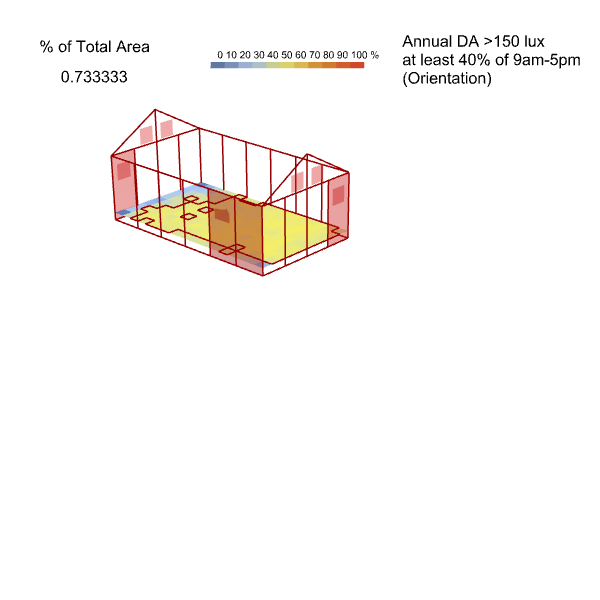 % of Total Area
0.733333
0 10 20 30 40 50 60 70 80 90 100 %
Annual DA >150 lux
at least 40% of 9am-5pm
(Orientation)